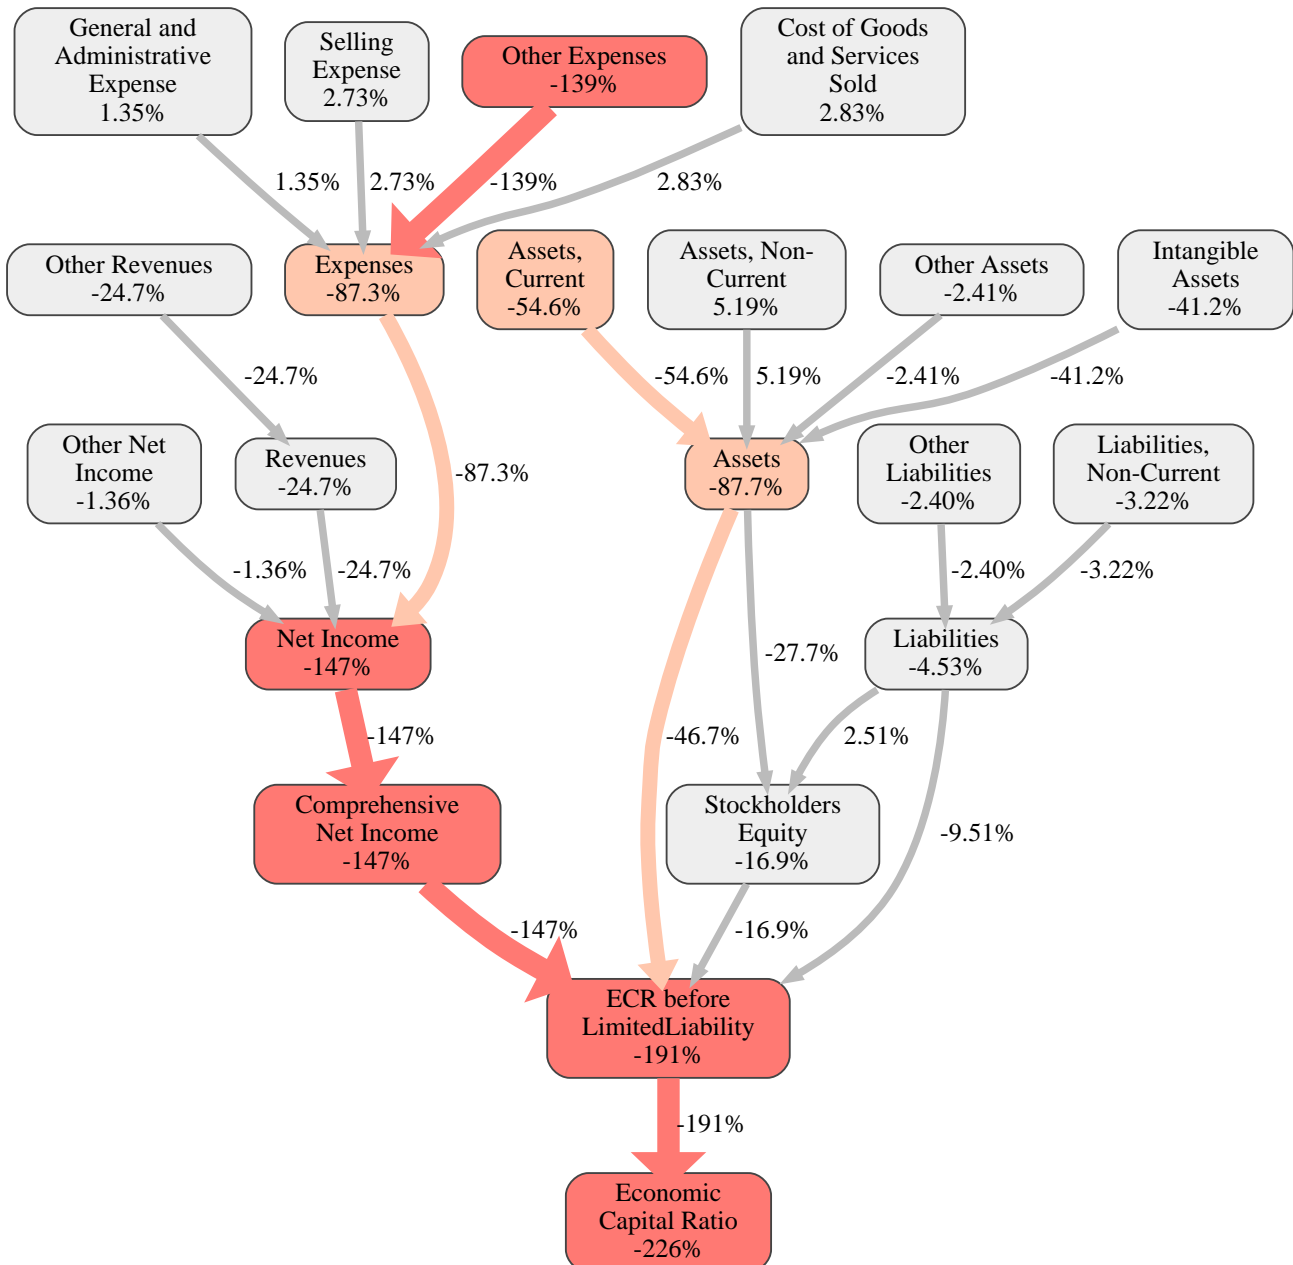 General and
Administrative
Expense
1.35%
Selling
Expense
2.73%
Other Expenses
-139%
Cost of Goods
and Services
Sold
2.83%
1.35%
2.73%
-139%
2.83%
Other Revenues
-24.7%
Expenses
-87.3%
Assets,
Current
-54.6%
Assets, Non-
Current
5.19%
Other Assets
-2.41%
Intangible
Assets
-41.2%
-24.7%
-54.6%
5.19%
-2.41%
-41.2%
Other Net
Income
-1.36%
Revenues
-24.7%
-87.3%
Assets
-87.7%
Other
Liabilities
-2.40%
Liabilities,
Non-Current
-3.22%
-1.36%
-24.7%
-2.40%
-3.22%
Net Income
-147%
-27.7%
Liabilities
-4.53%
-147%
-46.7%
2.51%
Comprehensive
Net Income
-147%
Stockholders
Equity
-16.9%
-9.51%
-147%
-16.9%
ECR before
LimitedLiability
-191%
-191%
Economic
Capital Ratio
-226%